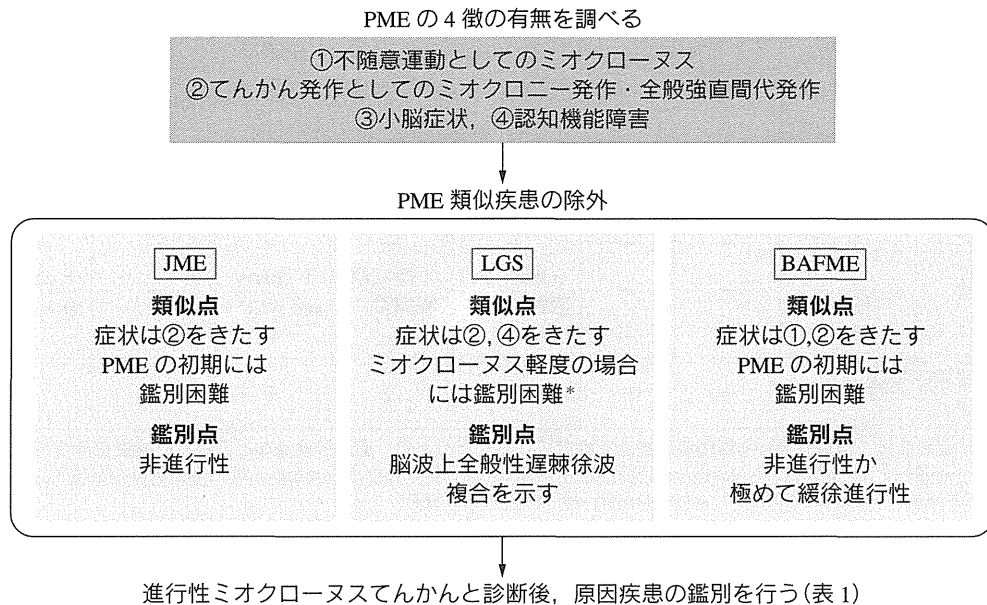 PME の 4 徴の有無を調べる
①不随意運動としてのミオクローヌス
②てんかん発作としてのミオクロニー発作・全般強直間代発作
③小脳症状，④認知機能障害
PME 類似疾患の除外
JME
類似点
症状は②をきたす
PME の初期には
鑑別困難
鑑別点
非進行性
LGS
類似点
症状は②,④をきたす
ミオクローヌス軽度の場合
には鑑別困難*
鑑別点
脳波上全般性遅棘徐波
複合を示す
BAFME
類似点
症状は①,②をきたす
PME の初期には
鑑別困難
鑑別点
非進行性か
極めて緩徐進行性
進行性ミオクローヌスてんかんと診断後，原因疾患の鑑別を行う（表 1）